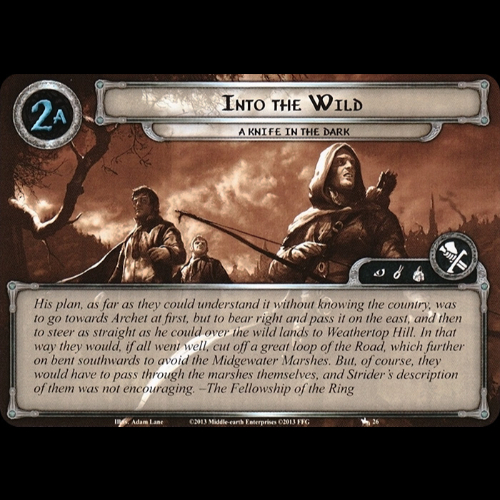 2A
INTO THE WILD
A KNIFE IN THE DARK
His plan, as far as they could understand it without knowing the country, was
to go towards Archet at first, but to bear right and pass it on the east, and then
to steer as straight as he could over the wild lands to Weathertop Hill. In that
way they would, if all went well, cut off a great loop of the Road, which further
on bent southwards to avoid the Midgewater Marshes. But, of course, they
would have to pass through the marshes themselves, and Strider's description
of them was not encouraging. –The Fellowship of the Ring
Illus. Adam Lane ©2013 Middle-earth Enterprises ©2013 FFG 26